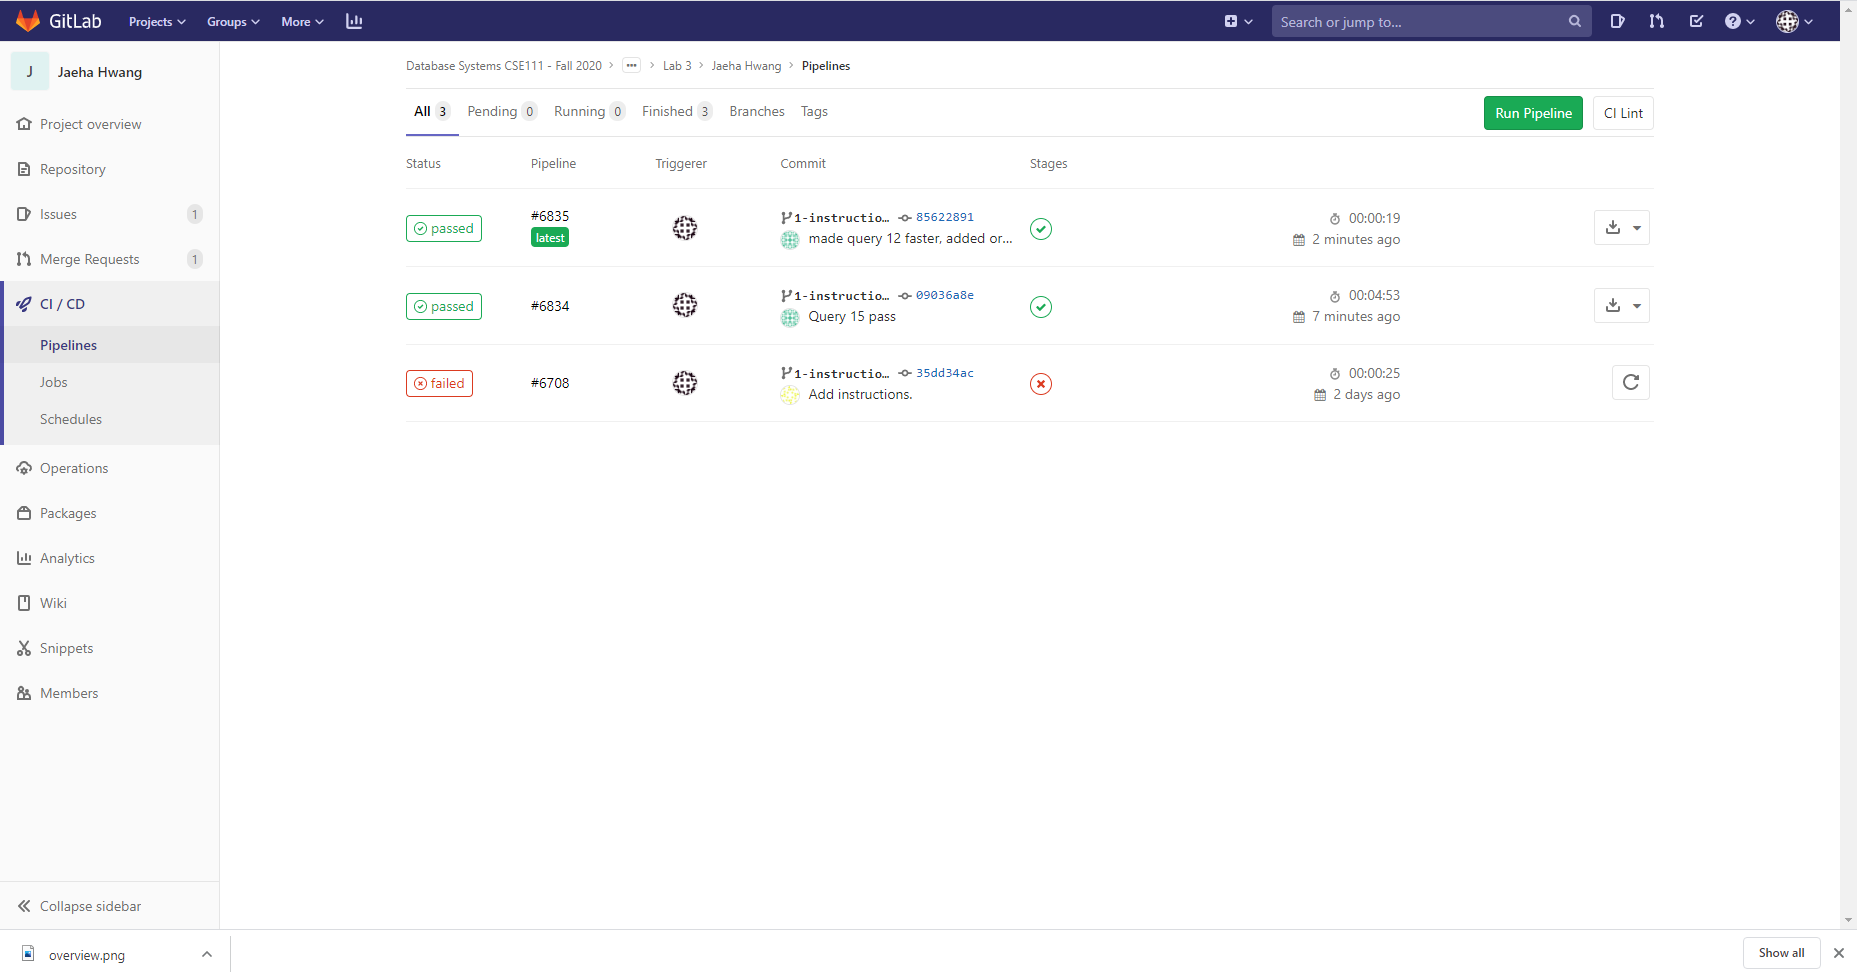 GitLab Projects Groups More Search or jump to...
J Jaeha Hwang
Project overview
Repository
Issues 1
Merge Requests 1
CI / CD
Pipelines
Jobs
Schedules
Operations
Packages
Analytics
Wiki
Snippets
Members
Collapse sidebar
Database Systems CSE111 - Fall 2020 > ... > Lab 3 > Jaeha Hwang > Pipelines
All 3 Pending 0 Running 0 Finished 3 Branches Tags Run Pipeline CI Lint
Status Pipeline Triggerer Commit Stages
passed #6835 latest 1-instructio... 85622891 00:00:19
made query 12 faster, added or... 2 minutes ago
passed #6834 1-instructio... 09036a8e 00:04:53
Query 15 pass 7 minutes ago
failed #6708 1-instructio... 35dd34ac 00:00:25
Add instructions. 2 days ago
overview.png Show all